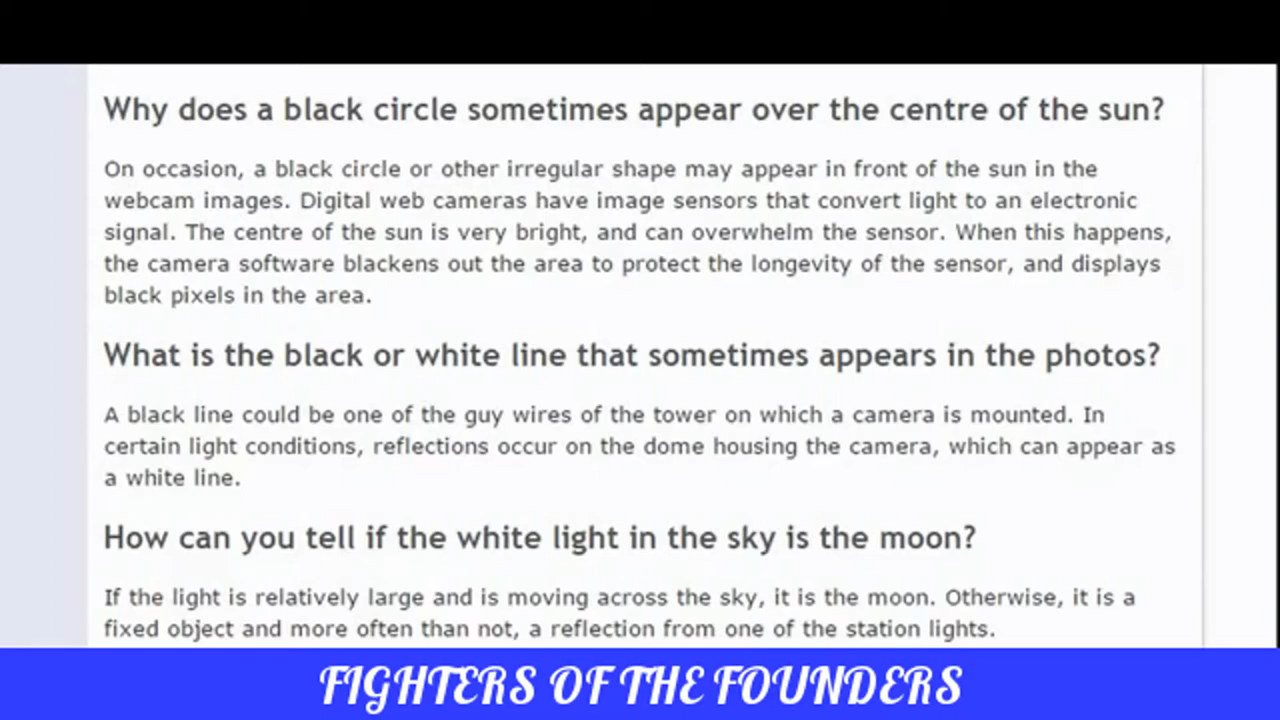 Why does a black circle sometimes appear over the centre of the sun?
On occasion, a black circle or other irregular shape may appear in front of the sun in the
webcam images. Digital web cameras have image sensors that convert light to an electronic
signal. The centre of the sun is very bright, and can overwhelm the sensor. When this happens,
the camera software blackens out the area to protect the longevity of the sensor, and displays
black pixels in the area.
What is the black or white line that sometimes appears in the photos?
A black line could be one of the guy wires of the tower on which a camera is mounted. In
certain light conditions, reflections occur on the dome housing the camera, which can appear as
a white line.
How can you tell if the white light in the sky is the moon?
If the light is relatively large and is moving across the sky, it is the moon. Otherwise, it is a
fixed object and more often than not, a reflection from one of the station lights.
FIGHTERS OF THE FOUNDERS